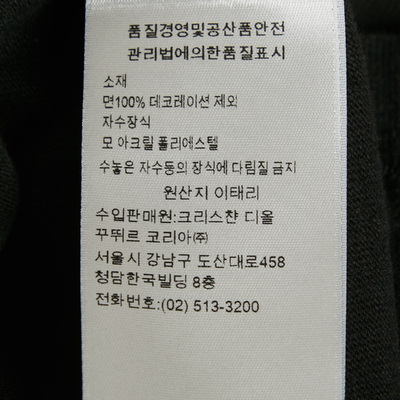 품질경영및공산품안전
관리법에의한품질표시
소재
면100% 데코레이션 제외
자수장식
모 아크릴 폴리에스텔
수놓은 자수등의 장식에 다림질 금지
원산지 이태리
수입판매원:크리스챤 디올
꾸뛰르 코리아㈜
서울시 강남구 도산대로458
청담한국빌딩 8층
전화번호:(02) 513-3200